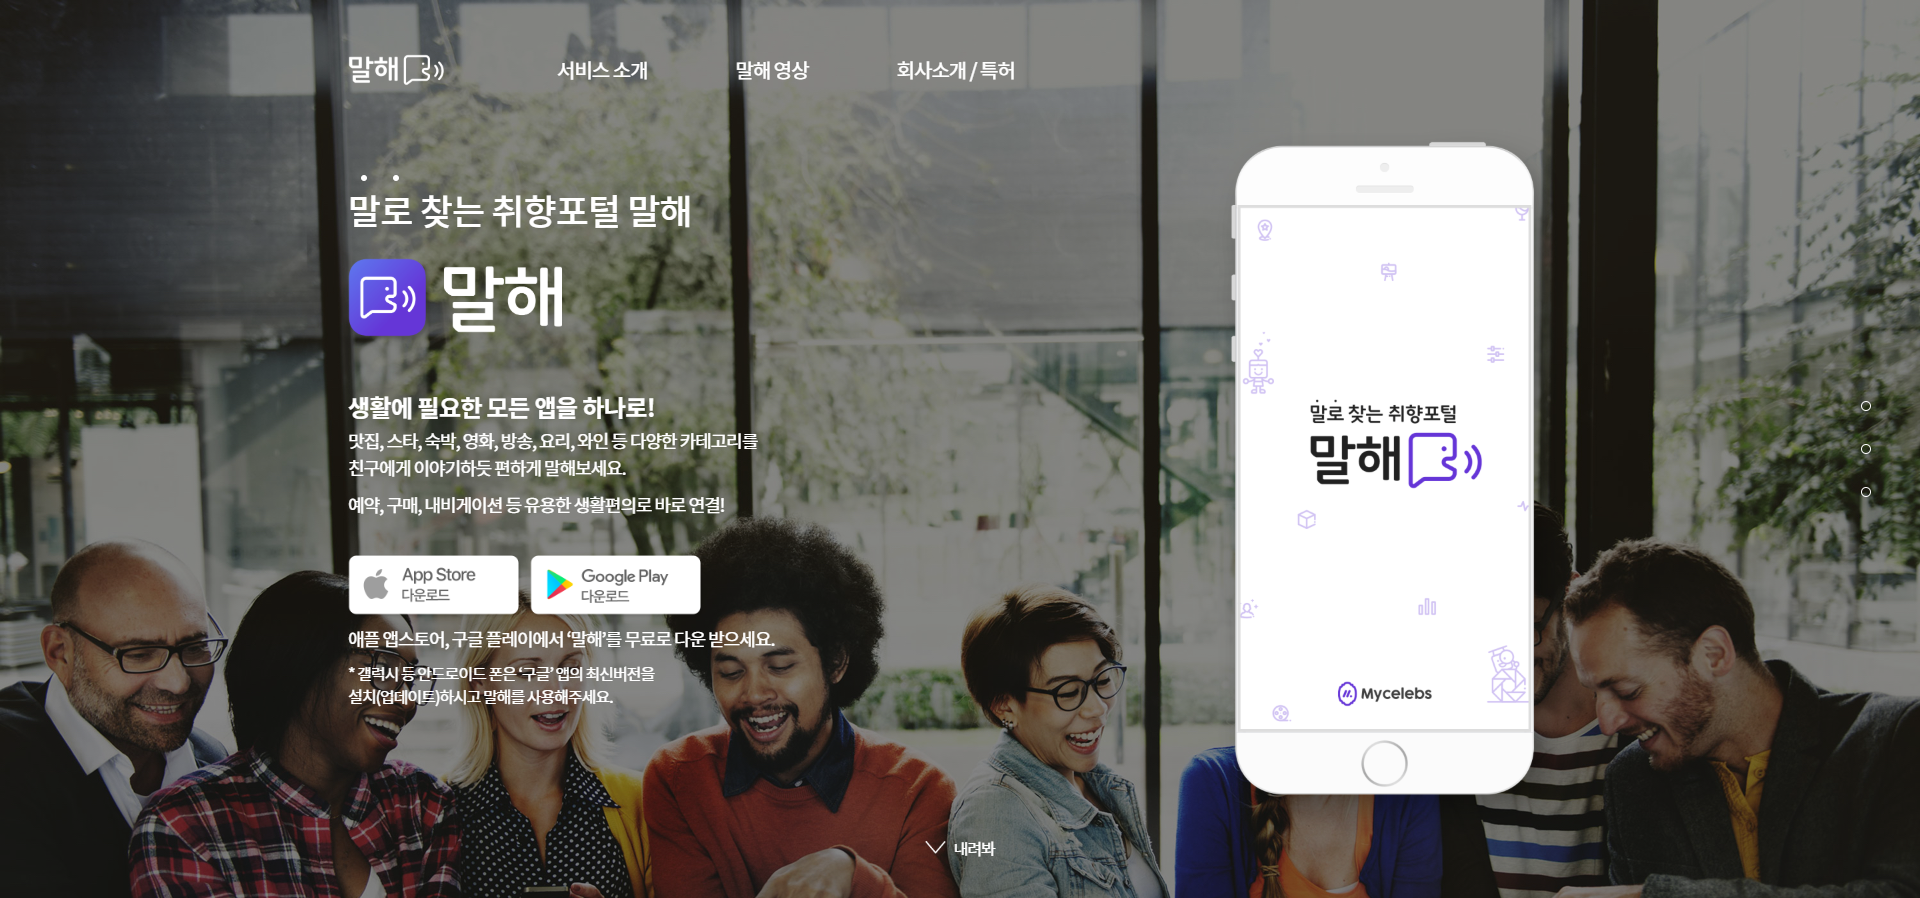 말해
서비스 소개
말해 영상
회사소개 / 특허
말로 찾는 취향포털 말해
말해
생활에 필요한 모든 앱을 하나로!
맛집, 스타, 숙박, 영화, 방송, 요리, 와인 등 다양한 카테고리를
친구에게 이야기하듯 편하게 말해보세요.
예약, 구매, 내비게이션 등 유용한 생활편의로 바로 연결!
App Store
다운로드
Google Play
다운로드
애플 앱스토어, 구글 플레이에서 ‘말해’를 무료로 다운 받으세요.
* 갤럭시 등 안드로이드 폰은 ‘구글’ 앱의 최신버전을
설치(업데이트)하시고 말해를 사용해주세요.
말로 찾는 취향포털
말해
Mycelebs
내려봐